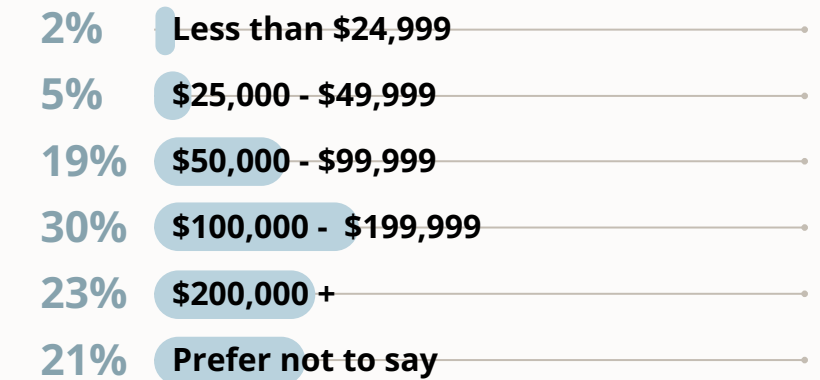 2% Less than $24,999
5% $25,000 - $49,999
19% $50,000 - $99,999
30% $100,000 -  $199,999
23% $200,000 +
21% Prefer not to say